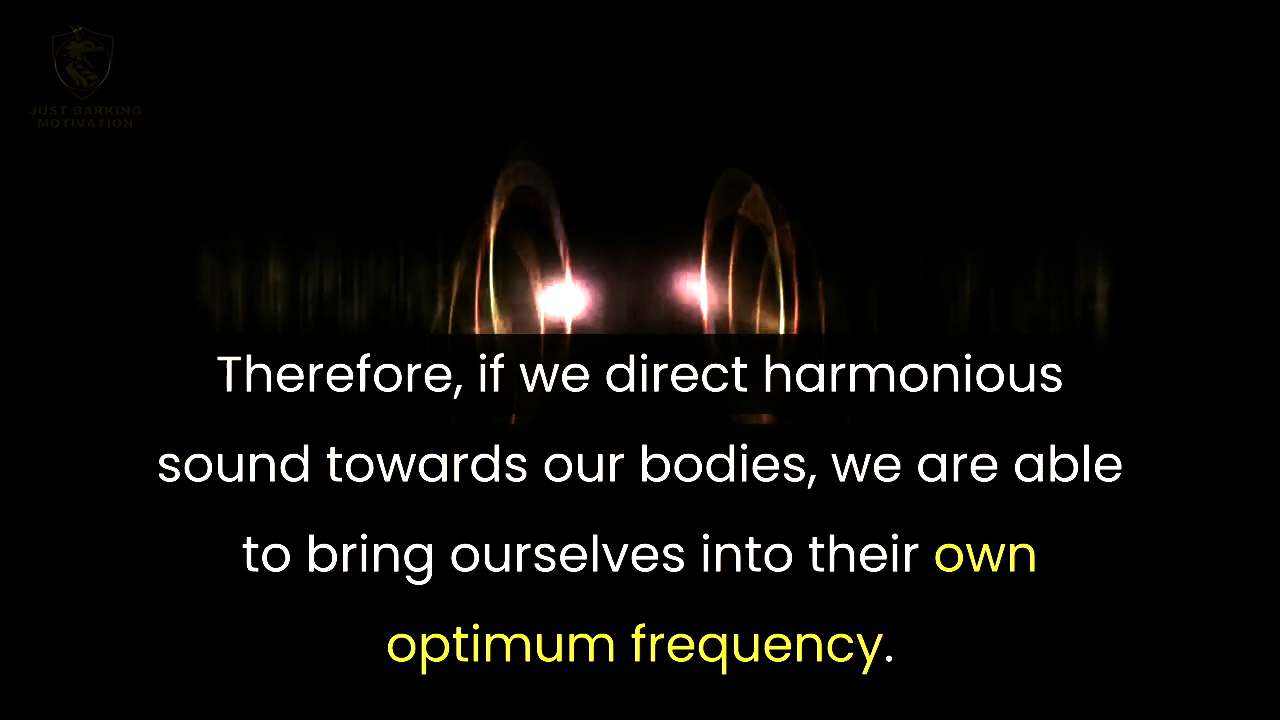 JUST BARKING
MOTIVATION
Therefore, if we direct harmonious
sound towards our bodies, we are able
to bring ourselves into their own
optimum frequency.